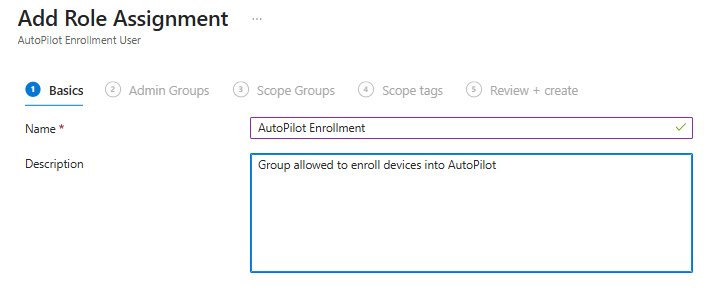 Add Role Assignment ...
AutoPilot Enrollment User
1 Basics 2 Admin Groups 3 Scope Groups 4 Scope tags 5 Review + create
Name * AutoPilot Enrollment
Description Group allowed to enroll devices into AutoPilot